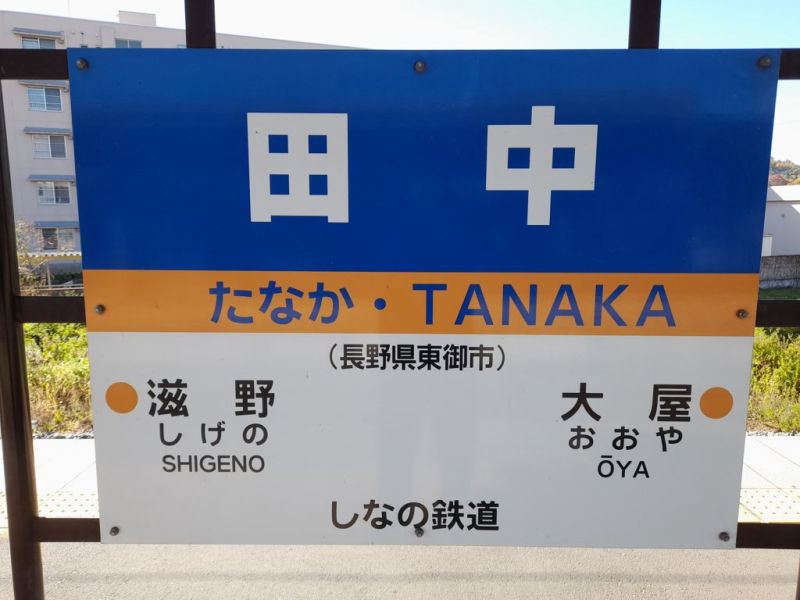 田中
たなか・TANAKA
（長野県東御市）
滋野 大屋
しげの おおや
SHIGENO ŌYA
しなの鉄道